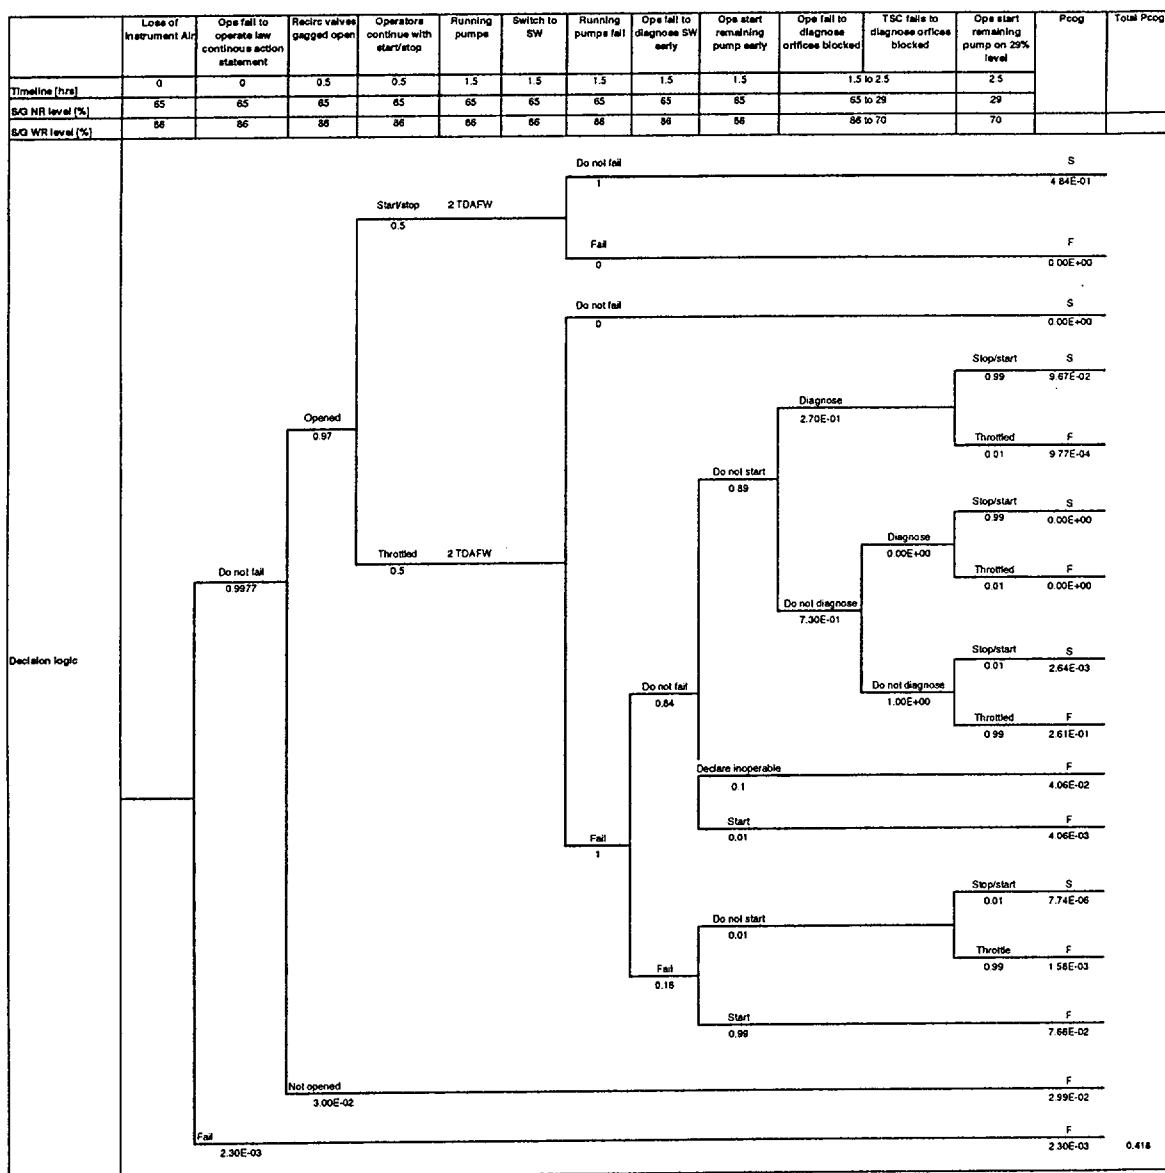 Loss of Instrument Air
Ops fail to operate law continous action statement
Recirc valves gagged open
Operators continue with start/stop
Running pumps
Switch to SW
Running pumps fail
Ops fail to diagnose SW early
Ops start remaining pump early
Ops fail to diagnose orifices blocked
TSC fails to diagnose orfices blocked
Ops start remaining pump on 29% level
Pcog
Total Pcog
Timeline [hrs] 0 0 0.5 0.5 1.5 1.5 1.5 1.5 1.5 1.5 to 2.5 2.5
S/G NR level [%] 65 65 65 65 65 65 65 65 65 65 to 29 29
S/G WR level [%] 86 86 86 86 86 86 86 86 86 86 to 70 70
Do not fail S
1 4.84E-01
Start/stop 2 TDAFW
0.5
Fail F
0 0.00E+00
Do not fail S
0 0.00E+00
Stop/start S
0.99 9.67E-02
Diagnose
2.70E-01
Opened
0.97
Throttled F
0.01 9.77E-04
Do not start
0.89
Stop/start S
0.99 0.00E+00
Diagnose
0.00E+00
Throttled 2 TDAFW
0.5
Do not fail
0.9977
Throttled F
0.01 0.00E+00
Do not diagnose
7.30E-01
Decision logic
Stop/start S
0.01 2.64E-03
Do not fail
0.84
Do not diagnose
1.00E+00
Throttled F
0.99 2.61E-01
Declare inoperable F
0.1 4.06E-02
Start F
0.01 4.06E-03
Fail
1
Stop/start S
0.01 7.74E-06
Do not start
0.01
Throttle F
0.99 1.58E-03
Fail
0.16
Start F
0.99 7.66E-02
Not opened F
3.00E-02 2.99E-02
Fail F
2.30E-03 2.30E-03 0.416